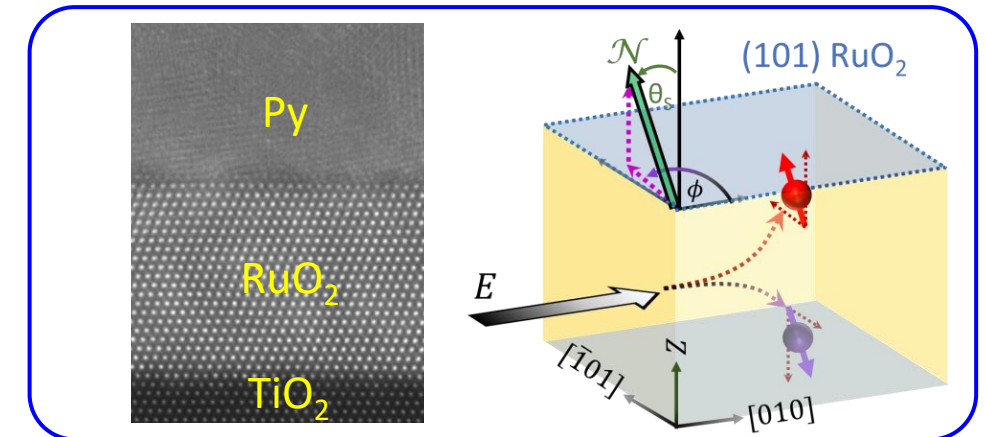 Py
RuO₂
TiO₂
𝒩
θₛ
(101) RuO₂
ϕ
E
Z
[1̄01]
[010]